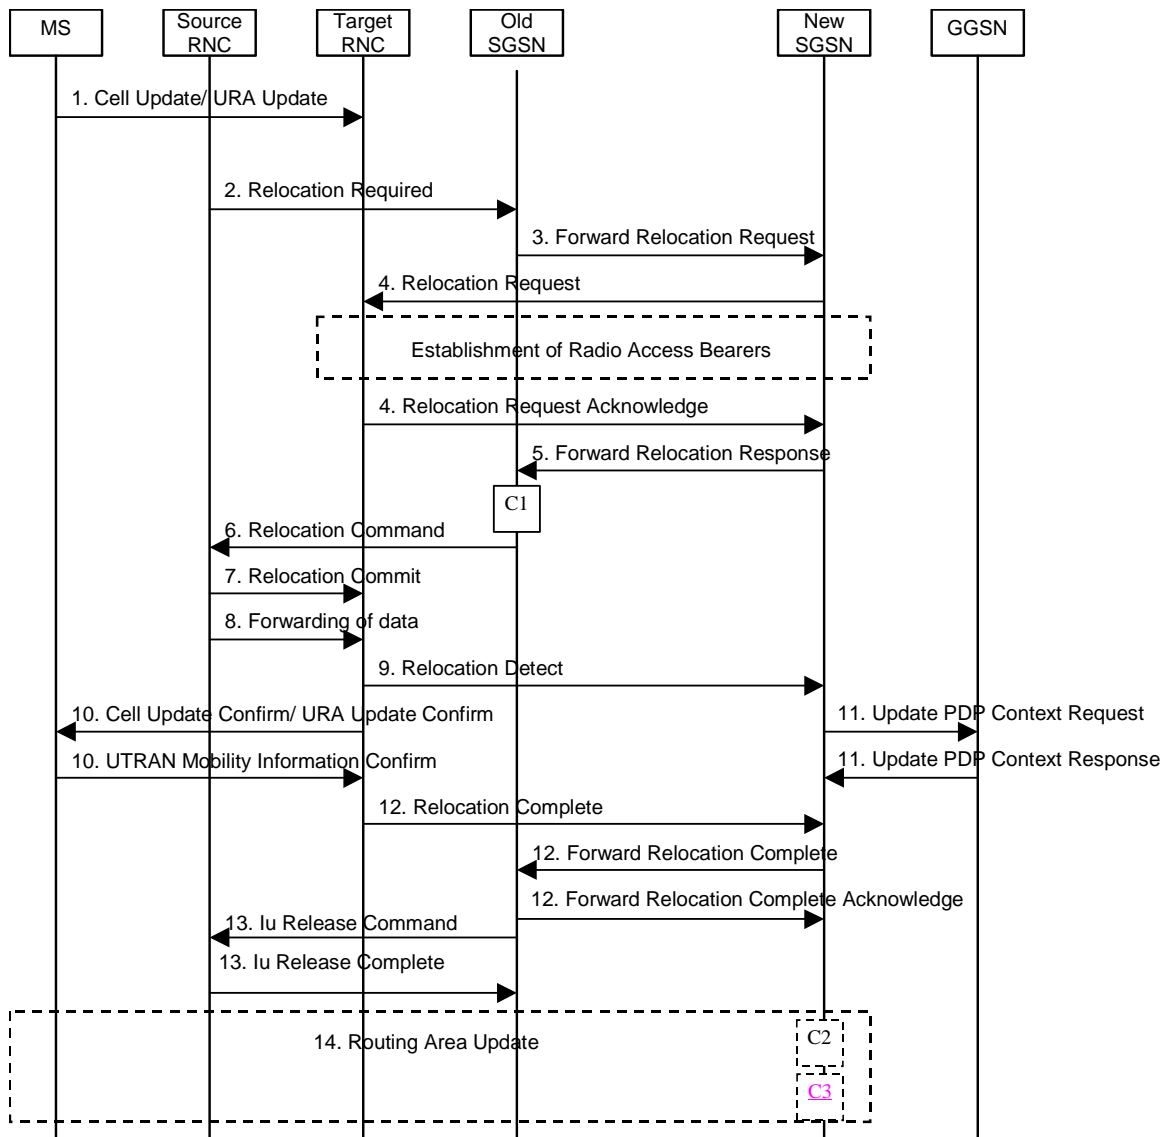 MS
Source
RNC
Target
RNC
Old
SGSN
New
SGSN
GGSN
1. Cell Update/ URA Update
2. Relocation Required
3. Forward Relocation Request
4. Relocation Request
Establishment of Radio Access Bearers
4. Relocation Request Acknowledge
5. Forward Relocation Response
C1
6. Relocation Command
7. Relocation Commit
8. Forwarding of data
9. Relocation Detect
10. Cell Update Confirm/ URA Update Confirm
11. Update PDP Context Request
10. UTRAN Mobility Information Confirm
11. Update PDP Context Response
12. Relocation Complete
12. Forward Relocation Complete
12. Forward Relocation Complete Acknowledge
13. Iu Release Command
13. Iu Release Complete
14. Routing Area Update
C2
C3